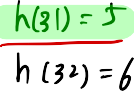 h(31) = 5
h(32) = 6